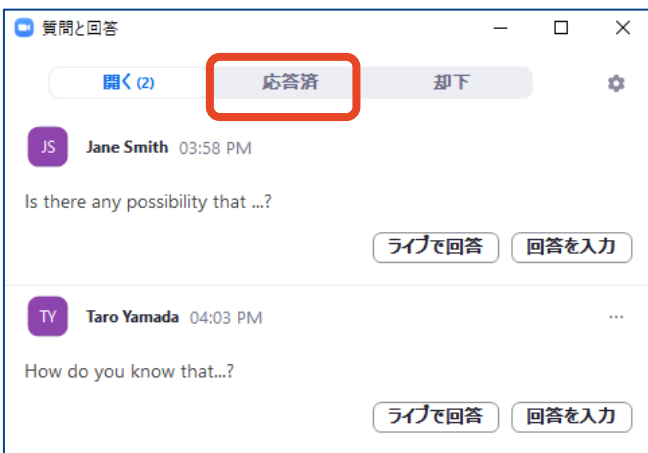 質問と回答
開く (2) 応答済 却下
JS Jane Smith 03:58 PM
Is there any possibility that ...?
ライブで回答 回答を入力
TY Taro Yamada 04:03 PM ...
How do you know that...?
ライブで回答 回答を入力